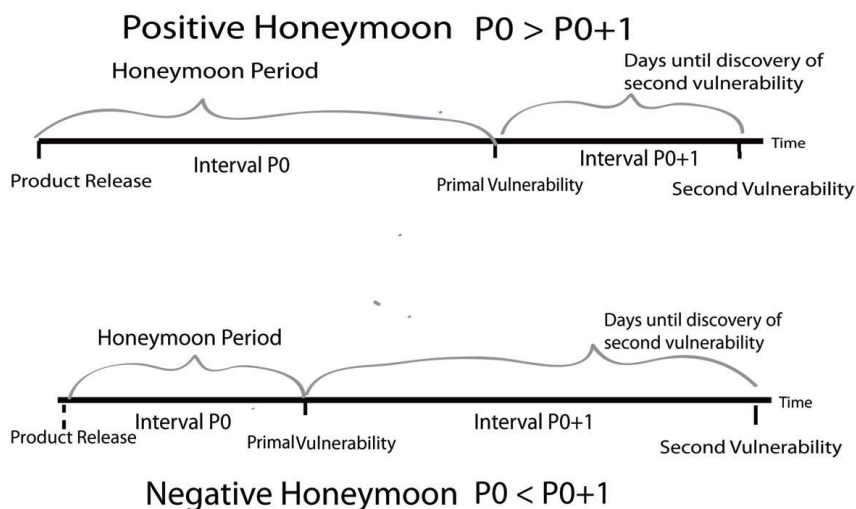 Positive Honeymoon P0 > P0+1
Honeymoon Period
Days until discovery of
second vulnerability
Time
Interval P0
Interval P0+1
Product Release
Primal Vulnerability
Second Vulnerability
Honeymoon Period
Days until discovery of
second vulnerability
Time
Interval P0
Interval P0+1
Product Release
Primal Vulnerability
Second Vulnerability
Negative Honeymoon P0 < P0+1